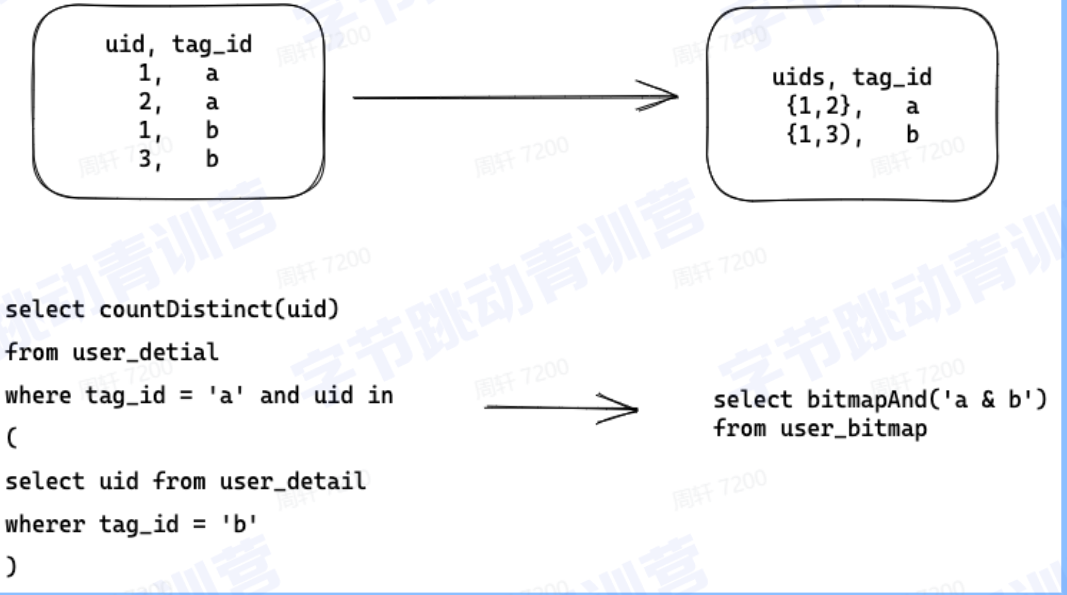 uid, tag_id
1, a
2, a
1, b
3, b
uids, tag_id
{1,2}, a
{1,3), b
select countDistinct(uid)
from user_detial
where tag_id = 'a' and uid in
(
select uid from user_detail
wherer tag_id = 'b'
)
select bitmapAnd('a & b')
from user_bitmap
字节跳动青训营
周轩 7200